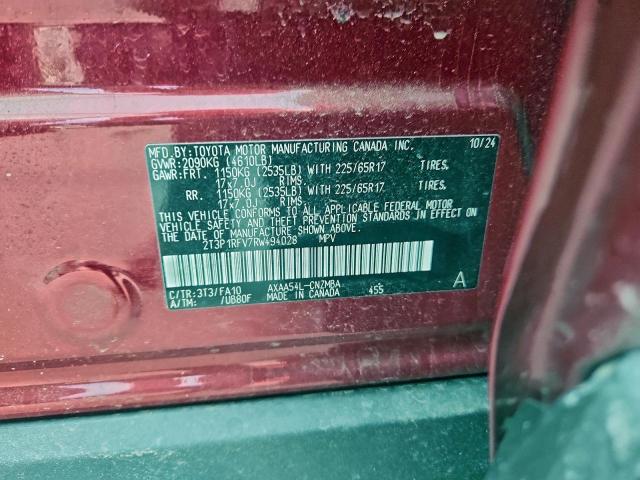 MFD.BY:TOYOTA MOTOR MANUFACTURING CANADA INC. 10/24
GVWR:2090KG (4610LB)
GAWR:FRT. 1150KG (2535LB) WITH 225/65R17 TIRES.
17x7.0J RIMS.
RR. 1150KG (2535LB) WITH 225/65R17 TIRES.
17x7.0J RIMS.
THIS VEHICLE CONFORMS TO ALL APPLICABLE FEDERAL MOTOR
VEHICLE SAFETY AND THEFT PREVENTION STANDARDS IN EFFECT
ON THE DATE OF MANUFACTURE SHOWN ABOVE.
2T3P1RFV7RW494028 MPV
C/TR:3T3/FA10 AXAA54L-CNZMBA 455 A
A/TM: /UB80F MADE IN CANADA